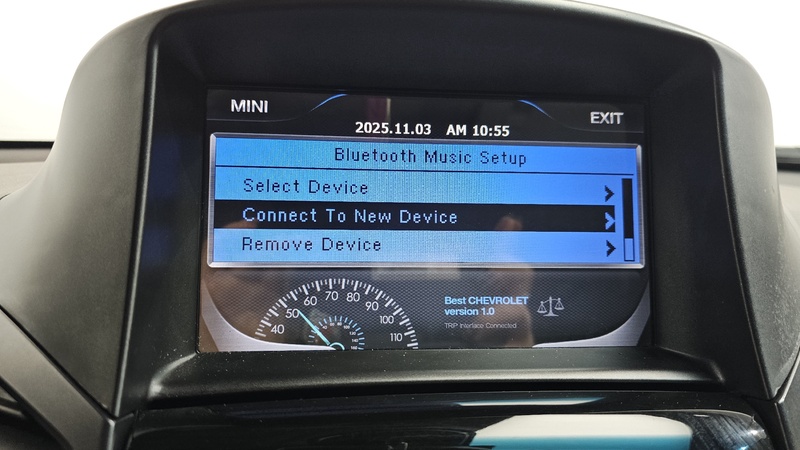 MINI
EXIT
2025.11.03 AM 10:55
Bluetooth Music Setup
Select Device
Connect To New Device
Remove Device
40 50 60 70 80 90 100 110
Best CHEVROLET
version 1.0
TRIP Interface Connected